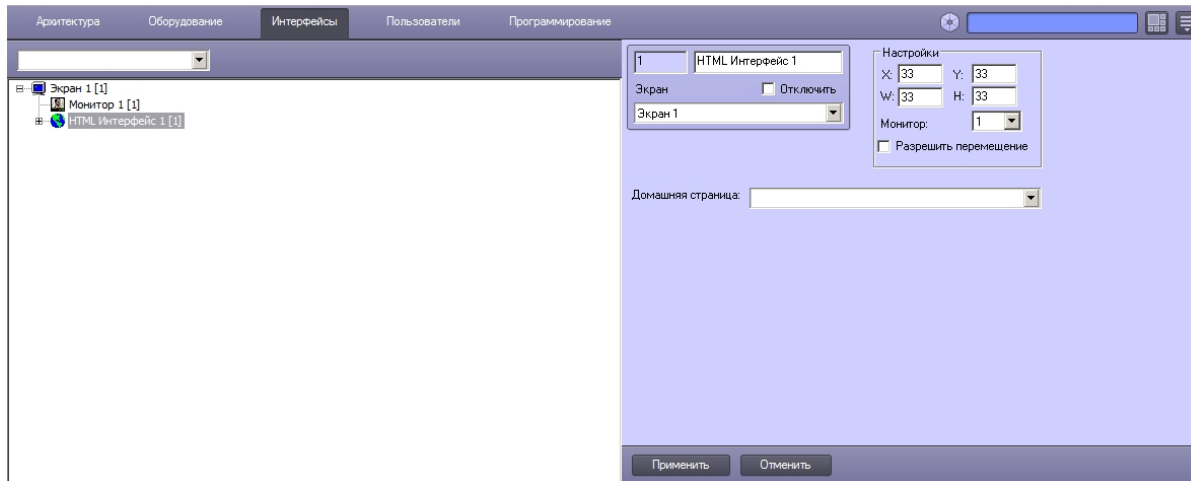 Архитектура Оборудование Интерфейсы Пользователи Программирование
Экран 1 [1]
Монитор 1 [1]
HTML Интерфейс 1 [1]
1 HTML Интерфейс 1
Экран Отключить
Экран 1
Настройки
X: 33 Y: 33
W: 33 H: 33
Монитор: 1
Разрешить перемещение
Домашняя страница:
Применить Отменить